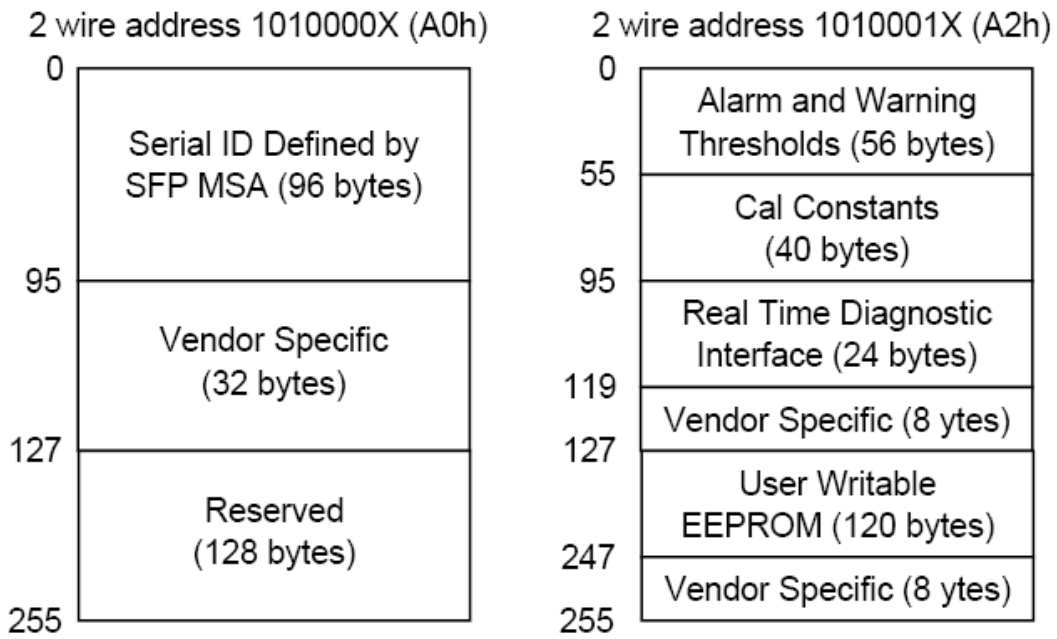 2 wire address 1010000X (A0h)
0
Serial ID Defined by
SFP MSA (96 bytes)
95
Vendor Specific
(32 bytes)
127
Reserved
(128 bytes)
255
2 wire address 1010001X (A2h)
0
Alarm and Warning
Thresholds (56 bytes)
55
Cal Constants
(40 bytes)
95
Real Time Diagnostic
Interface (24 bytes)
119
Vendor Specific (8 ytes)
127
User Writable
EEPROM (120 bytes)
247
Vendor Specific (8 ytes)
255